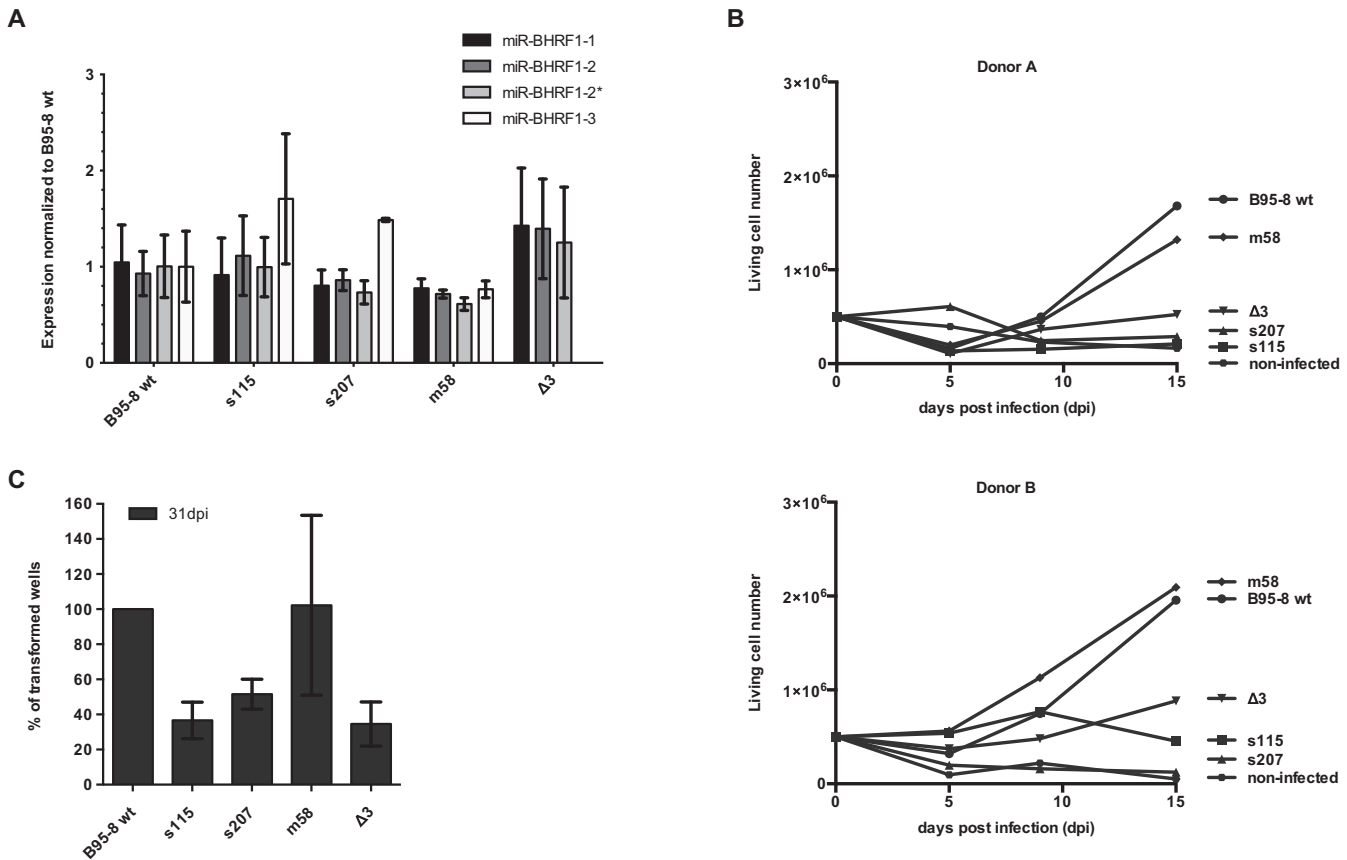 A
miR-BHRF1-1
miR-BHRF1-2
miR-BHRF1-2*
miR-BHRF1-3
Expression normalized to B95-8 wt
3
2
1
0
B95-8 wt
s115
s207
m58
Δ3
B
Donor A
Living cell number
3×10⁶
2×10⁶
1×10⁶
0
0
5
10
15
days post infection (dpi)
B95-8 wt
m58
Δ3
s207
s115
non-infected
C
31dpi
% of transformed wells
160
140
120
100
80
60
40
20
0
B95-8 wt
s115
s207
m58
Δ3
Donor B
Living cell number
3×10⁶
2×10⁶
1×10⁶
0
0
5
10
15
days post infection (dpi)
m58
B95-8 wt
Δ3
s115
s207
non-infected